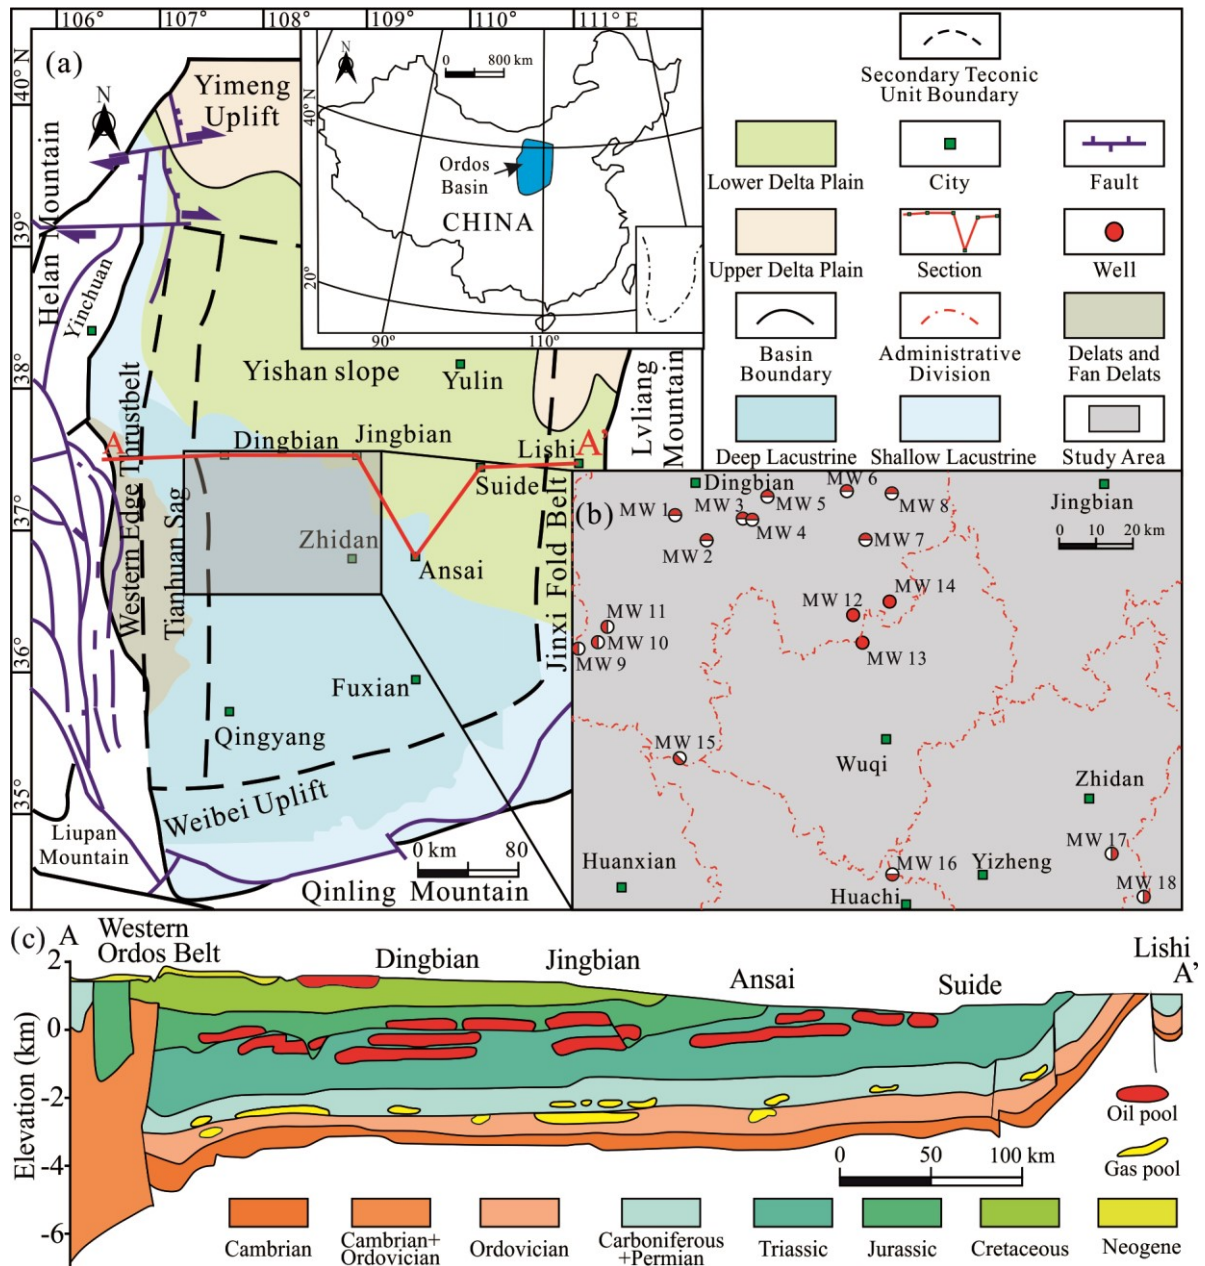 106°
107°
108°
109°
110°
111° E
40° N
39°
38°
37°
36°
35°
(a)
N
Yimeng
Uplift
Helan Mountain
Yinchuan
Yishan slope
Yulin
Lvliang
Mountain
A
Dingbian
Jingbian
Lishi
A'
Suide
Western Edge Thrustbelt
Tianhuan Sag
Zhidan
Ansai
Jinxi Fold Belt
Fuxian
Qingyang
Weibei Uplift
Liupan
Mountain
0 km
80
Qinling Mountain
N
0
800 km
40° N
20°
Ordos
Basin
CHINA
90°
110°
Secondary Teconic
Unit Boundary
Lower Delta Plain
City
Fault
Upper Delta Plain
Section
Well
Basin
Boundary
Administrative
Division
Delats and
Fan Delats
Deep Lacustrine
Shallow Lacustrine
Study Area
(b)
Dingbian
MW 6
Jingbian
MW 1
MW 3
MW 5
MW 8
MW 4
0
10
20 km
MW 2
MW 7
MW 14
MW 12
MW 11
MW 10
MW 13
MW 9
MW 15
Wuqi
Zhidan
MW 17
Huanxian
MW 16
Yizheng
MW 18
Huachi
(c)
A
Western
Ordos Belt
Dingbian
Jingbian
Ansai
Suide
Lishi
A'
Elevation (km)
2
0
-2
-4
-6
Oil pool
Gas pool
0
50
100 km
Cambrian
Cambrian+
Ordovician
Ordovician
Carboniferous
+Permian
Triassic
Jurassic
Cretaceous
Neogene